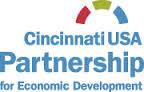 Cincinnati USA
Partnership
for Economic Development